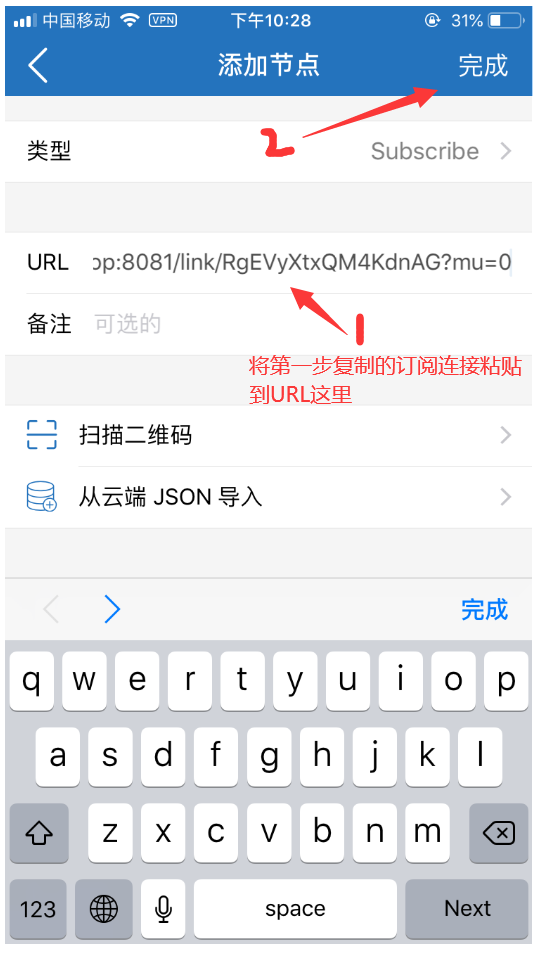 中国移动 VPN 下午10:28 31%
添加节点 完成
2
类型 Subscribe
URL op:8081/link/RgEVyXtxQM4KdnAG?mu=0
备注 可选的
1
将第一步复制的订阅连接粘贴
到URL这里
扫描二维码
从云端 JSON 导入
完成
q w e r t y u i o p
a s d f g h j k l
z x c v b n m
123 space Next